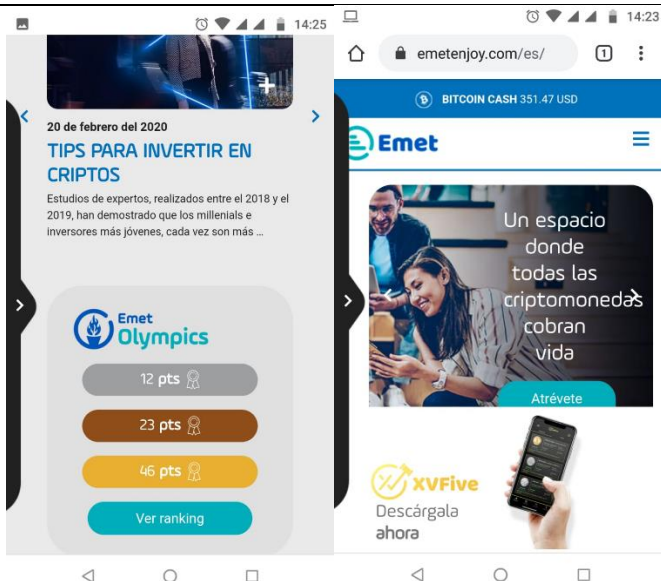 14:25
20 de febrero del 2020
TIPS PARA INVERTIR EN
CRIPTOS
Estudios de expertos, realizados entre el 2018 y el
2019, han demostrado que los millenials e
inversores más jóvenes, cada vez son más ...
Emet
Olympics
12 pts
23 pts
46 pts
Ver ranking
14:23
emetenjoy.com/es/
1
BITCOIN CASH 351.47 USD
Emet
Un espacio
donde
todas las
criptomonedas
cobran
vida
Atrévete
XVFive
Descárgala
ahora